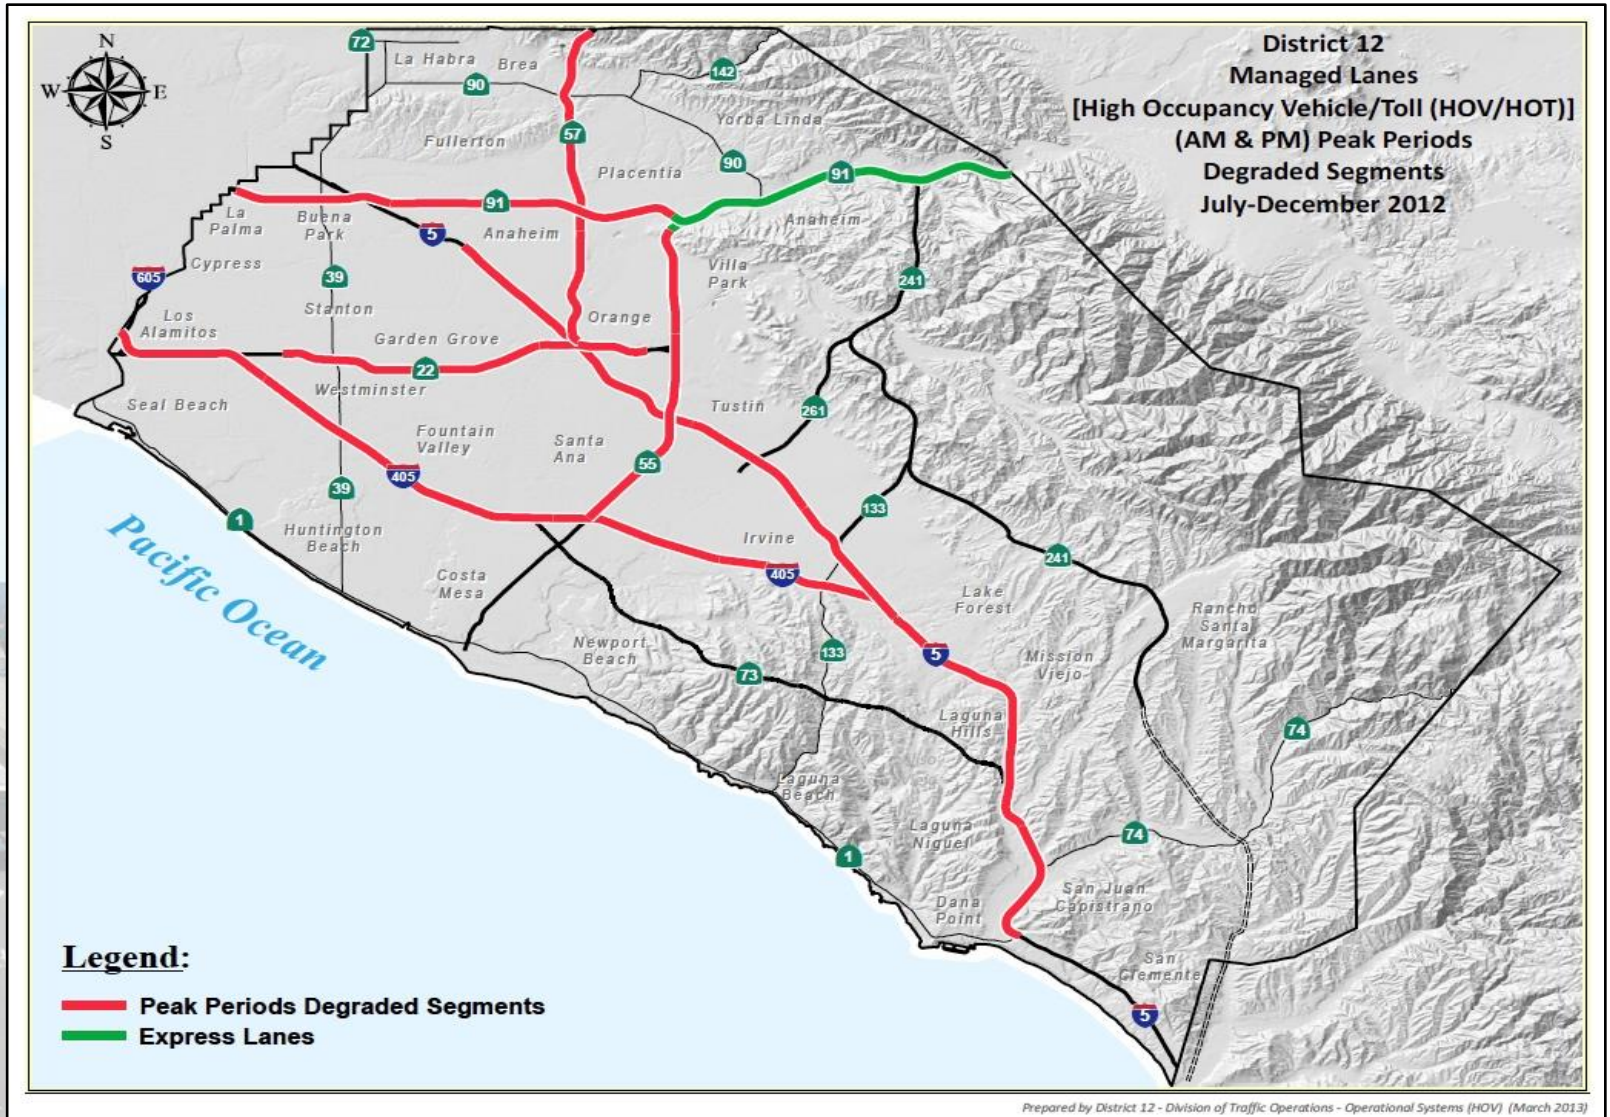 District 12
Managed Lanes
[High Occupancy Vehicle/Toll (HOV/HOT)]
(AM & PM) Peak Periods
Degraded Segments
July-December 2012
N
W
E
S
72
La Habra
Brea
90
142
57
Yorba Linda
Fullerton
Placentia
90
91
91
La
Palma
Buena
Park
5
Anaheim
Anaheim
Cypress
605
39
Villa
Park
241
Stanton
Los
Alamitos
Orange
Garden Grove
22
Westminster
Seal Beach
Tustin
261
Fountain
Valley
Santa
Ana
55
405
39
133
1
Huntington
Beach
Irvine
Pacific Ocean
405
241
Costa
Mesa
Lake
Forest
Rancho
Santa
Margarita
Newport
Beach
133
5
Mission
Viejo
73
Laguna
Hills
74
Laguna
Beach
Laguna
Niguel
74
1
San Juan
Capistrano
Dana
Point
San
Clemente
5
Legend:
Peak Periods Degraded Segments
Express Lanes
Prepared by District 12 - Division of Traffic Operations - Operational Systems (HOV) (March 2013)